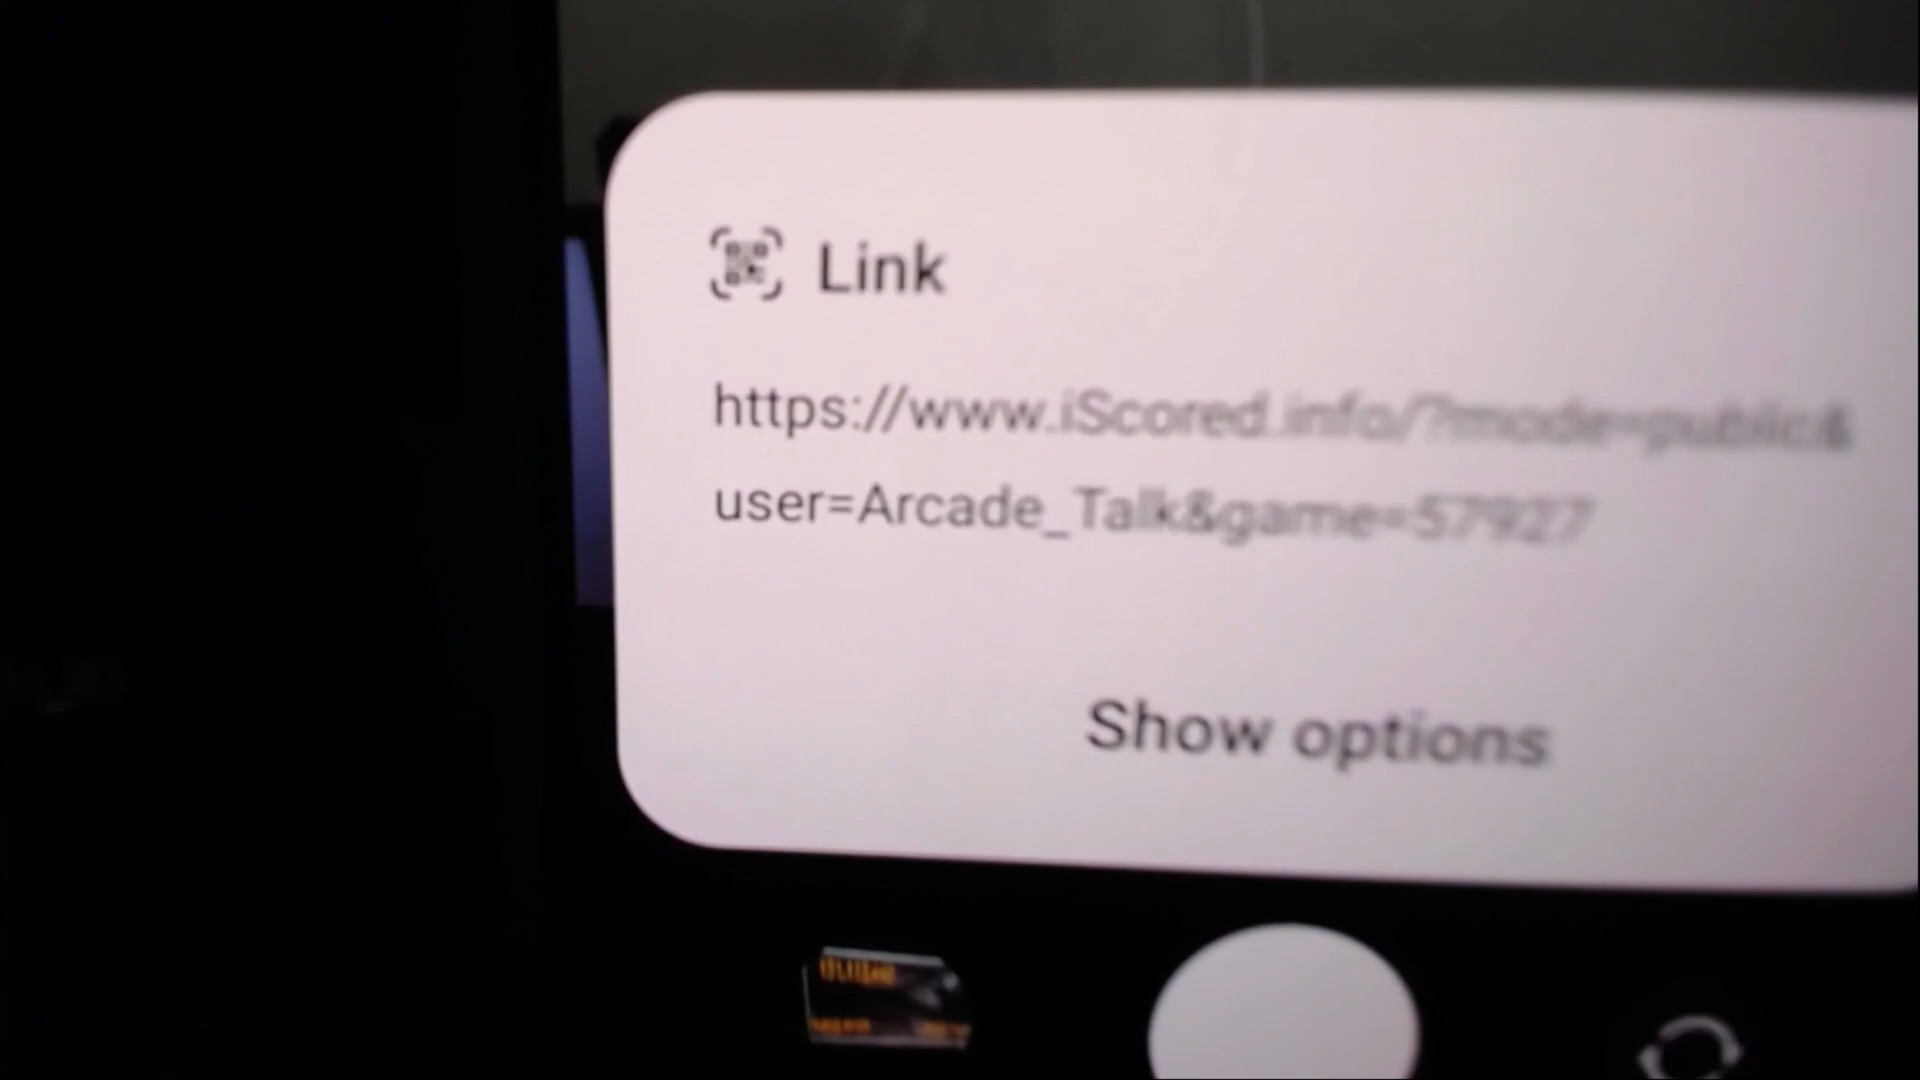 Link
https://www.iScored.info/?mode=public&
user=Arcade_Talk&game=57927
Show options